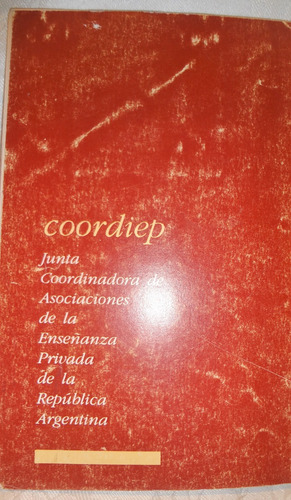 coordiep
Junta
Coordinadora de
Asociaciones
de la
Enseñanza
Privada
de la
República
Argentina